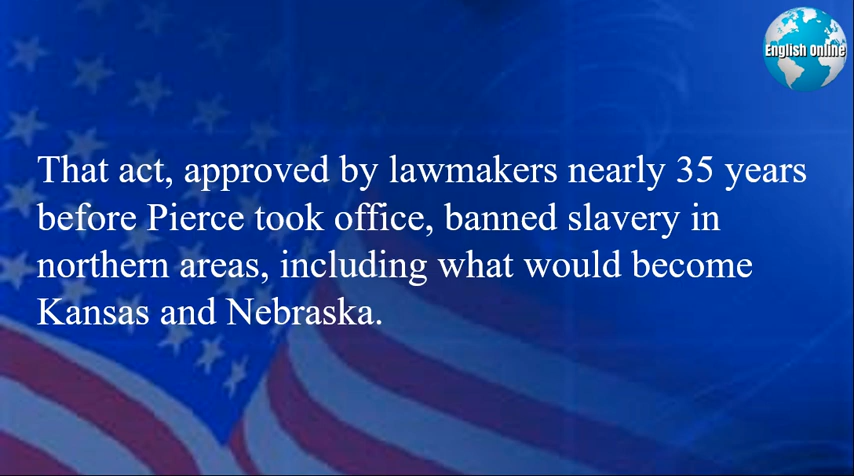 English Online
That act, approved by lawmakers nearly 35 years
before Pierce took office, banned slavery in
northern areas, including what would become
Kansas and Nebraska.